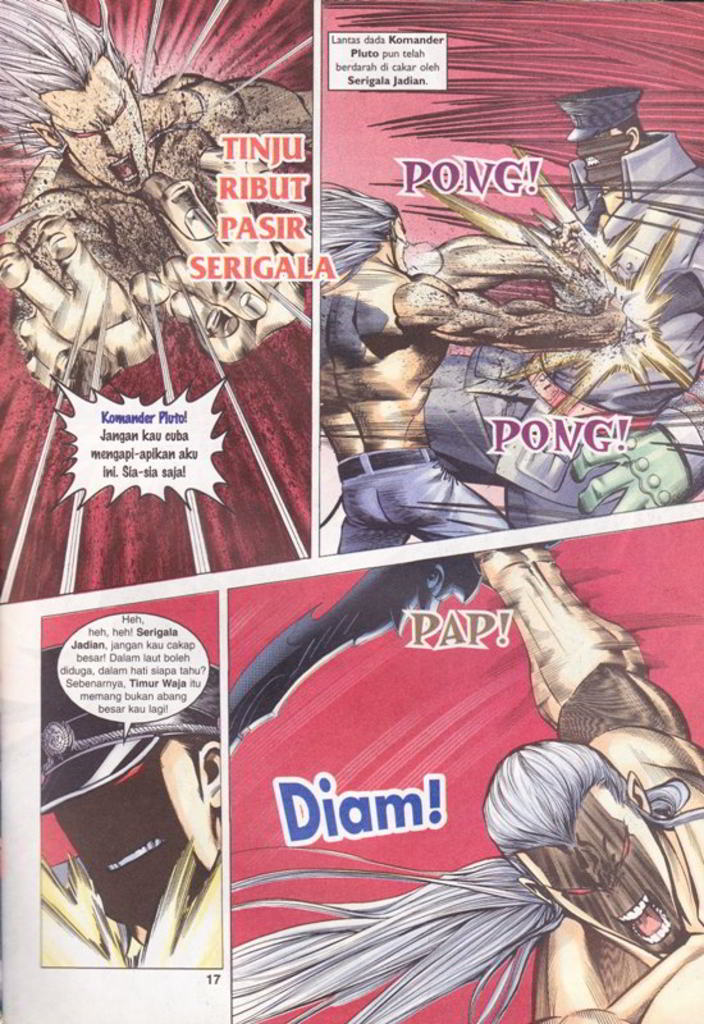 TINJU
RIBUT
PASIR
SERIGALA
Komander Pluto!
Jangan kau cuba
mengapi-apikan aku
ini. Sia-sia saja!
Lantas dada Komander
Pluto pun telah
berdarah di cakar oleh
Serigala Jadian.
PONG!
PONG!
Heh,
heh, heh! Serigala
Jadian, jangan kau cakap
besar! Dalam laut boleh
diduga, dalam hati siapa tahu?
Sebenarnya, Timur Waja itu
memang bukan abang
besar kau lagi!
PAP!
Diam!
17